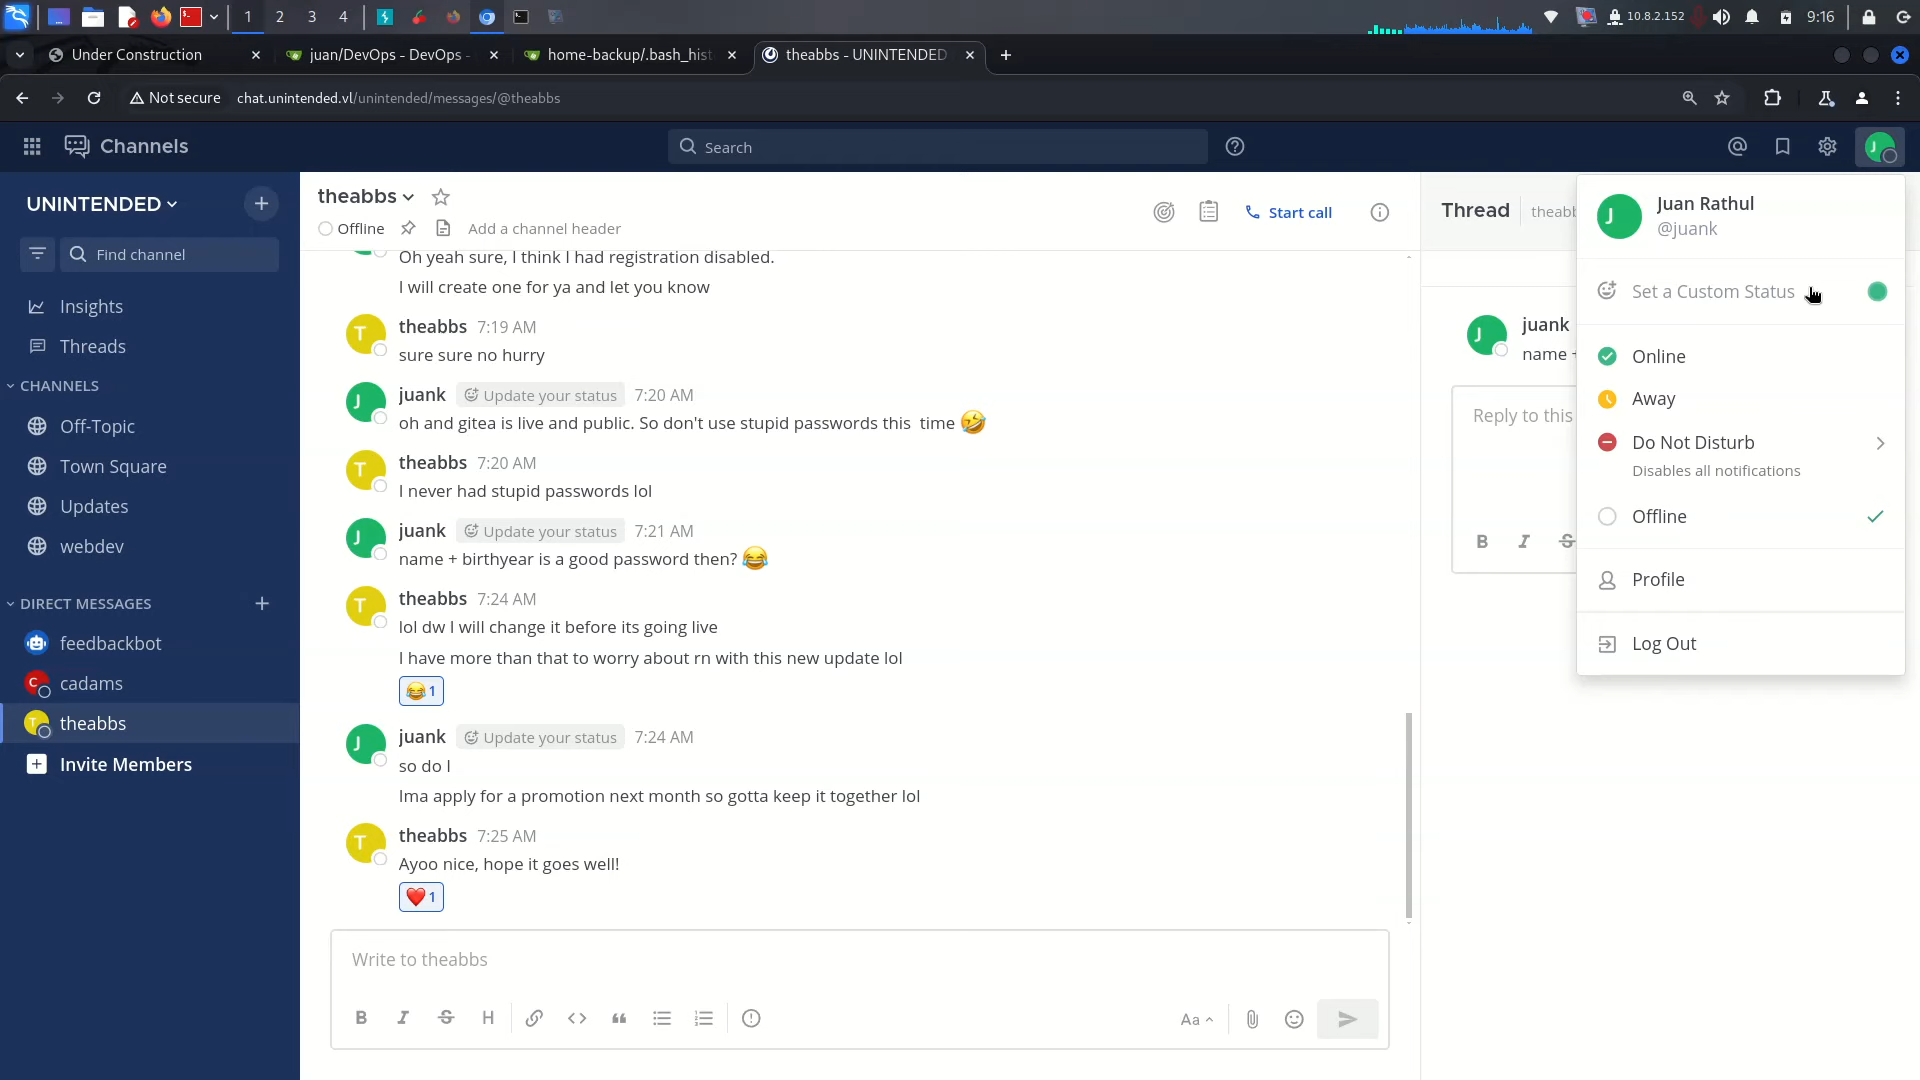 1 2 3 4
10.8.2.152
9:16
Under Construction
juan/DevOps - DevOps -
home-backup/.bash_hist
theabbs - UNINTENDED
Not secure chat.unintended.vl/unintended/messages/@theabbs
Channels
Search
UNINTENDED
Find channel
Insights
Threads
CHANNELS
Off-Topic
Town Square
Updates
webdev
DIRECT MESSAGES
feedbackbot
cadams
theabbs
Invite Members
theabbs
Offline Add a channel header
Start call
Oh yeah sure, I think I had registration disabled.
I will create one for ya and let you know
T theabbs 7:19 AM
sure sure no hurry
J juank Update your status 7:20 AM
oh and gitea is live and public. So don't use stupid passwords this time 🤣
T theabbs 7:20 AM
I never had stupid passwords lol
J juank Update your status 7:21 AM
name + birthyear is a good password then? 😂
T theabbs 7:24 AM
lol dw I will change it before its going live
I have more than that to worry about rn with this new update lol
😂 1
J juank Update your status 7:24 AM
so do I
Ima apply for a promotion next month so gotta keep it together lol
T theabbs 7:25 AM
Ayoo nice, hope it goes well!
❤️ 1
Write to theabbs
B I S H
Aa
Thread theabb
J juank
name +
Reply to this
B I S
J
J Juan Rathul
@juank
Set a Custom Status
Online
Away
Do Not Disturb
Disables all notifications
Offline
Profile
Log Out